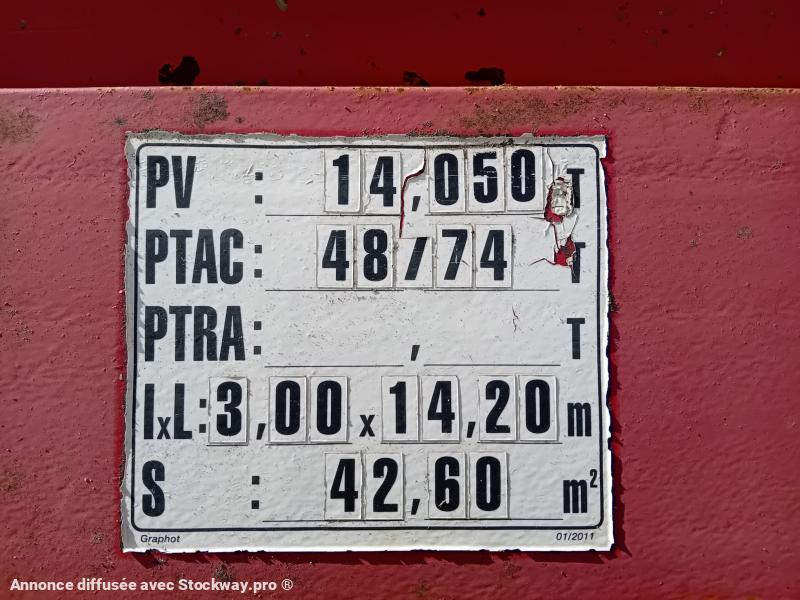 PV : 14,050 T
PTAC : 48/74 T
PTRA : , T
lxL : 3,00 x 14,20 m
S : 42,60 m²
Graphot 01/2011
Annonce diffusée avec Stockway.pro ®